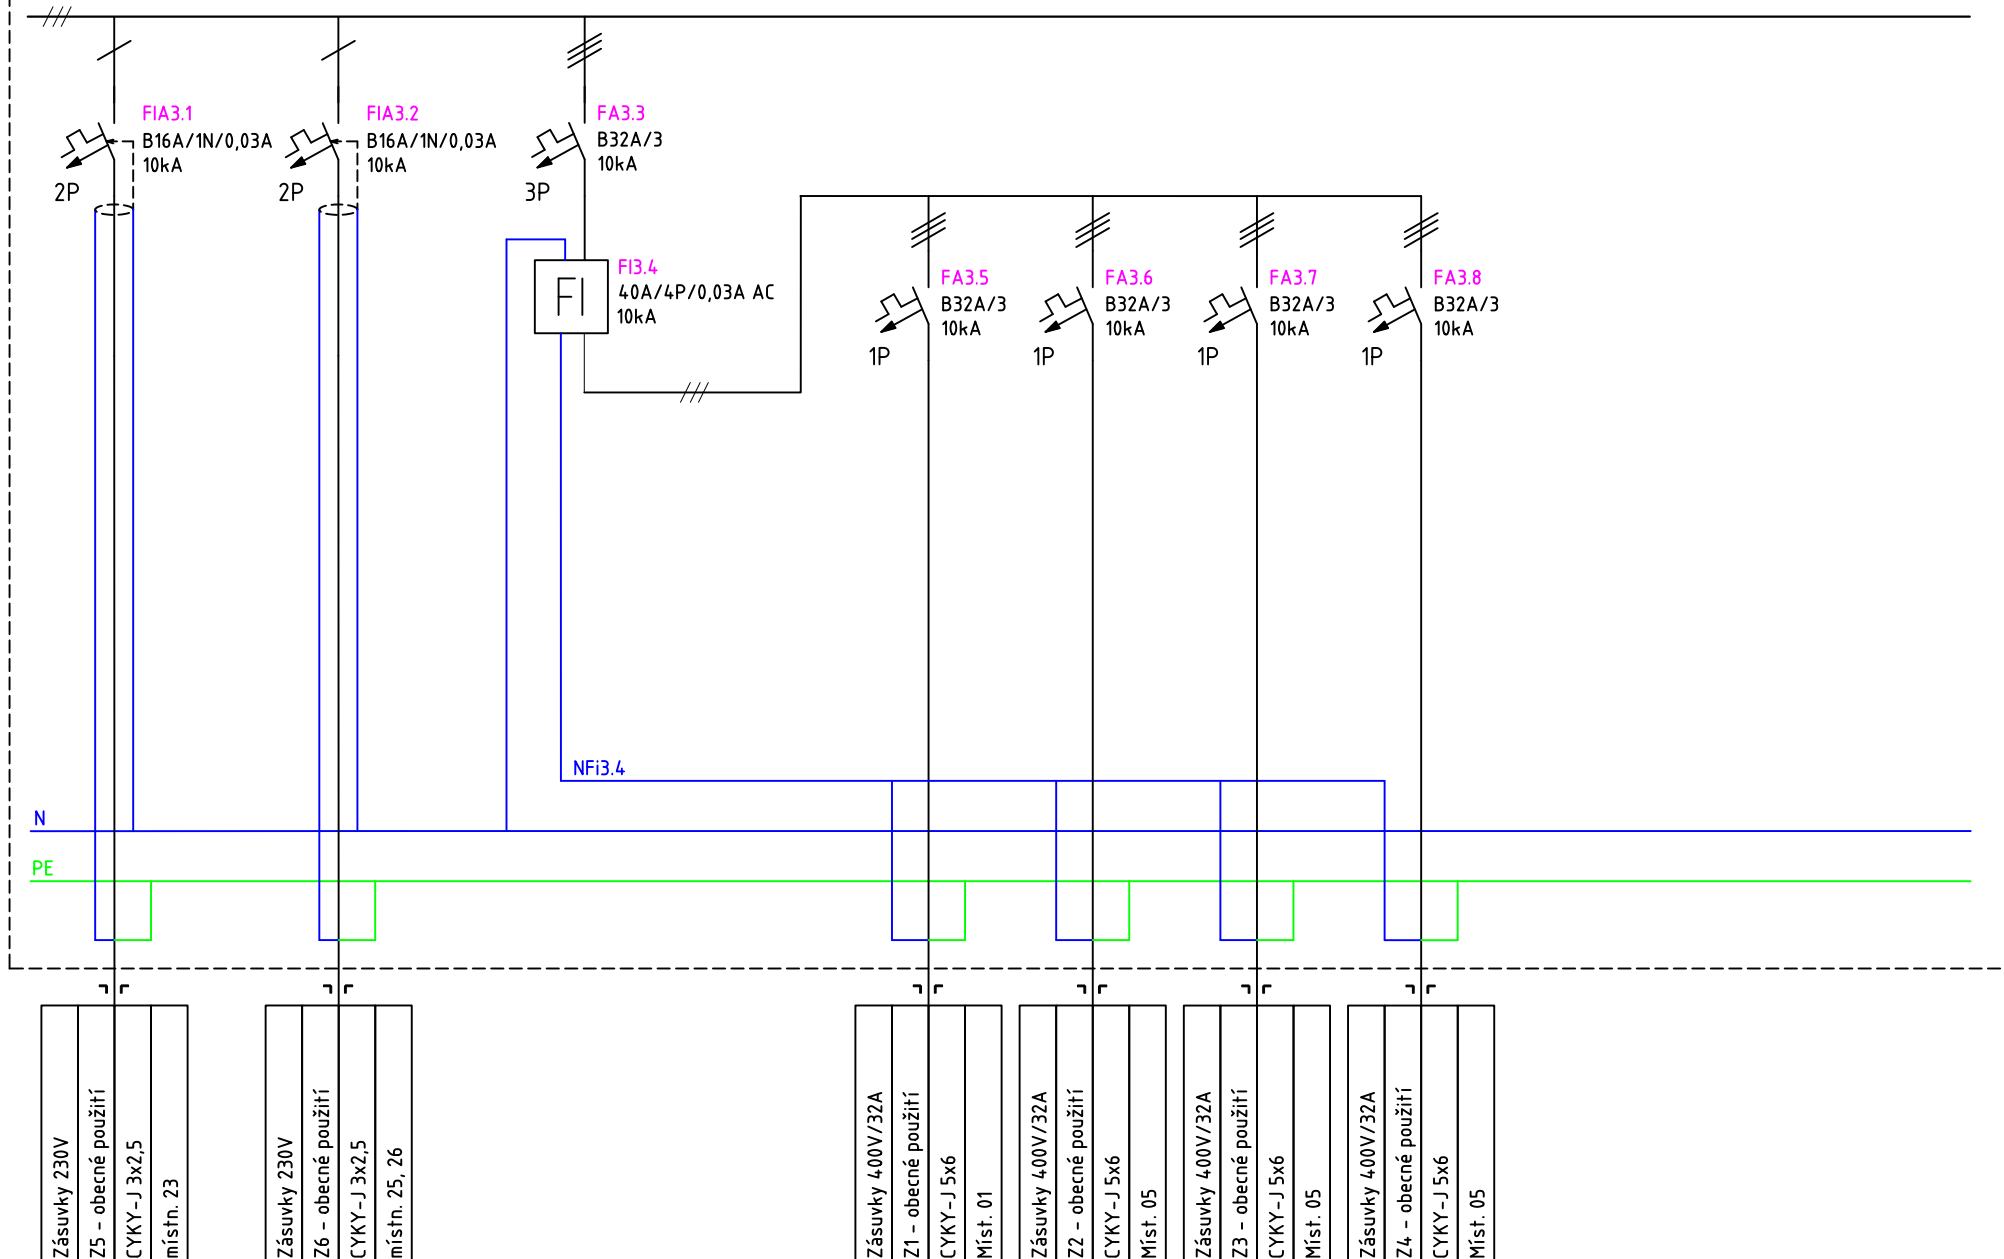 FIA3.1
B16A/1N/0,03A
10kA
2P
FIA3.2
B16A/1N/0,03A
10kA
2P
FA3.3
B32A/3
10kA
3P
FI
FI3.4
40A/4P/0,03A AC
10kA
FA3.5
B32A/3
10kA
1P
FA3.6
B32A/3
10kA
1P
FA3.7
B32A/3
10kA
1P
FA3.8
B32A/3
10kA
1P
NFi3.4
N
PE
Zásuvky 230V
Z5 - obecné použití
CYKY-J 3x2,5
místn. 23
Zásuvky 230V
Z6 - obecné použití
CYKY-J 3x2,5
místn. 25, 26
Zásuvky 400V/32A
Z1 - obecné použití
CYKY-J 5x6
Míst. 01
Zásuvky 400V/32A
Z2 - obecné použití
CYKY-J 5x6
Míst. 05
Zásuvky 400V/32A
Z3 - obecné použití
CYKY-J 5x6
Míst. 05
Zásuvky 400V/32A
Z4 - obecné použití
CYKY-J 5x6
Míst. 05